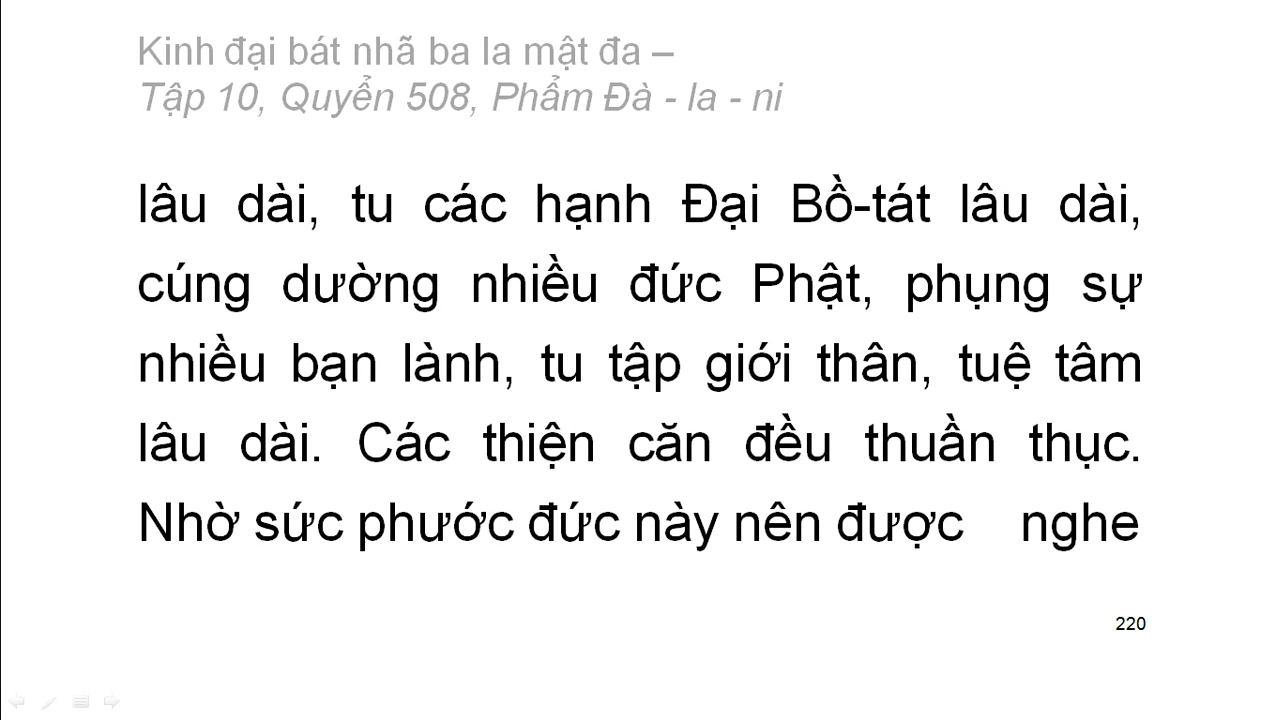 Kinh đại bát nhã ba la mật đa –
Tập 10, Quyển 508, Phẩm Đà - la - ni
lâu dài, tu các hạnh Đại Bồ-tát lâu dài,
cúng dường nhiều đức Phật, phụng sự
nhiều bạn lành, tu tập giới thân, tuệ tâm
lâu dài. Các thiện căn đều thuần thục.
Nhờ sức phước đức này nên được nghe
220